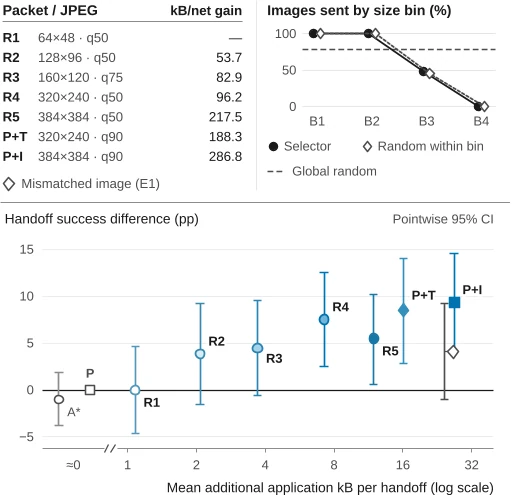 Packet / JPEG kB/net gain
R1 64×48 · q50 —
R2 128×96 · q50 53.7
R3 160×120 · q75 82.9
R4 320×240 · q50 96.2
R5 384×384 · q50 217.5
P+T 320×240 · q90 188.3
P+I 384×384 · q90 286.8
Mismatched image (E1)
Images sent by size bin (%)
100
50
0
B1 B2 B3 B4
Selector Random within bin
Global random
Handoff success difference (pp) Pointwise 95% CI
15
10
5
0
−5
A*
P
R1
R2
R3
R4
R5
P+T
P+I
≈0 1 2 4 8 16 32
Mean additional application kB per handoff (log scale)